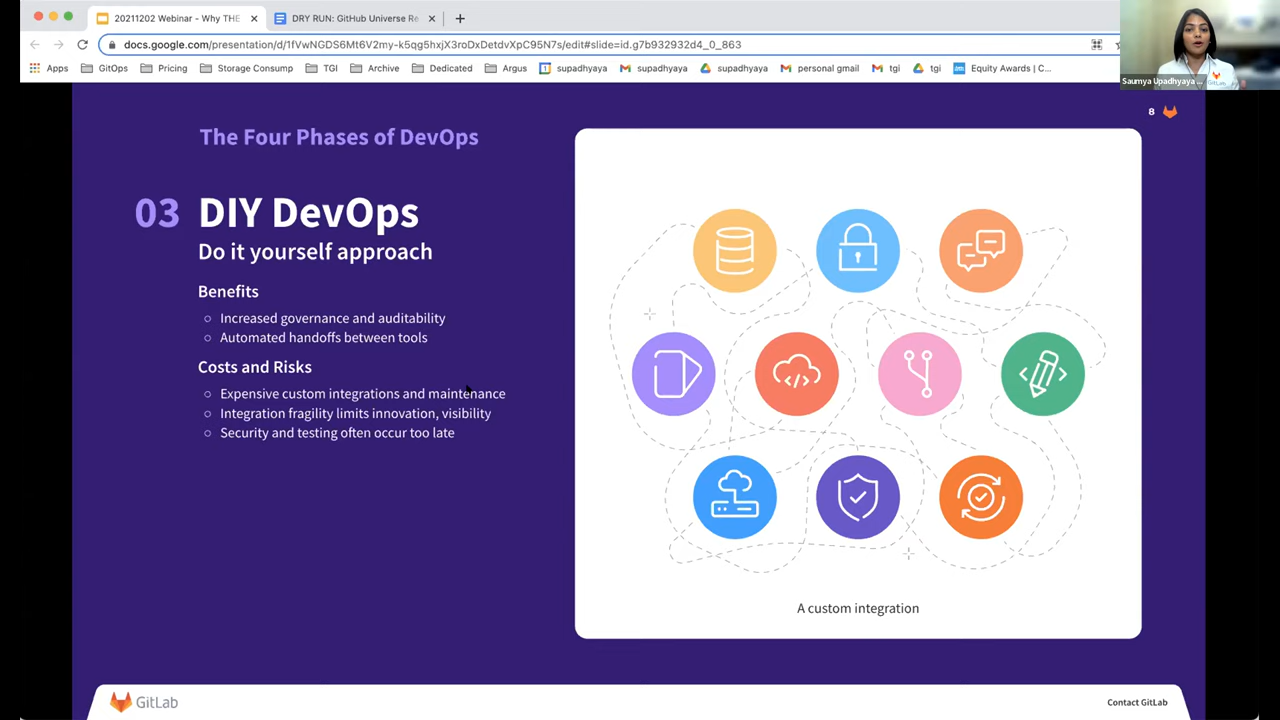 20211202 Webinar - Why THE
DRY RUN: GitHub Universe Re
docs.google.com/presentation/d/1fVwNGDS6Mt6V2my-k5qg5hxjX3roDxDetdvXpC95N7s/edit#slide=id.g7b932932d4_0_863
Apps GitOps Pricing Storage Consump TGI Archive Dedicated Argus supadhyaya supadhyaya supadhyaya personal gmail tgi tgi Equity Awards | C...
Saumya Upadhyaya ...
GitLab
8
The Four Phases of DevOps
03 DIY DevOps
Do it yourself approach
Benefits
Increased governance and auditability
Automated handoffs between tools
Costs and Risks
Expensive custom integrations and maintenance
Integration fragility limits innovation, visibility
Security and testing often occur too late
A custom integration
GitLab
Contact GitLab